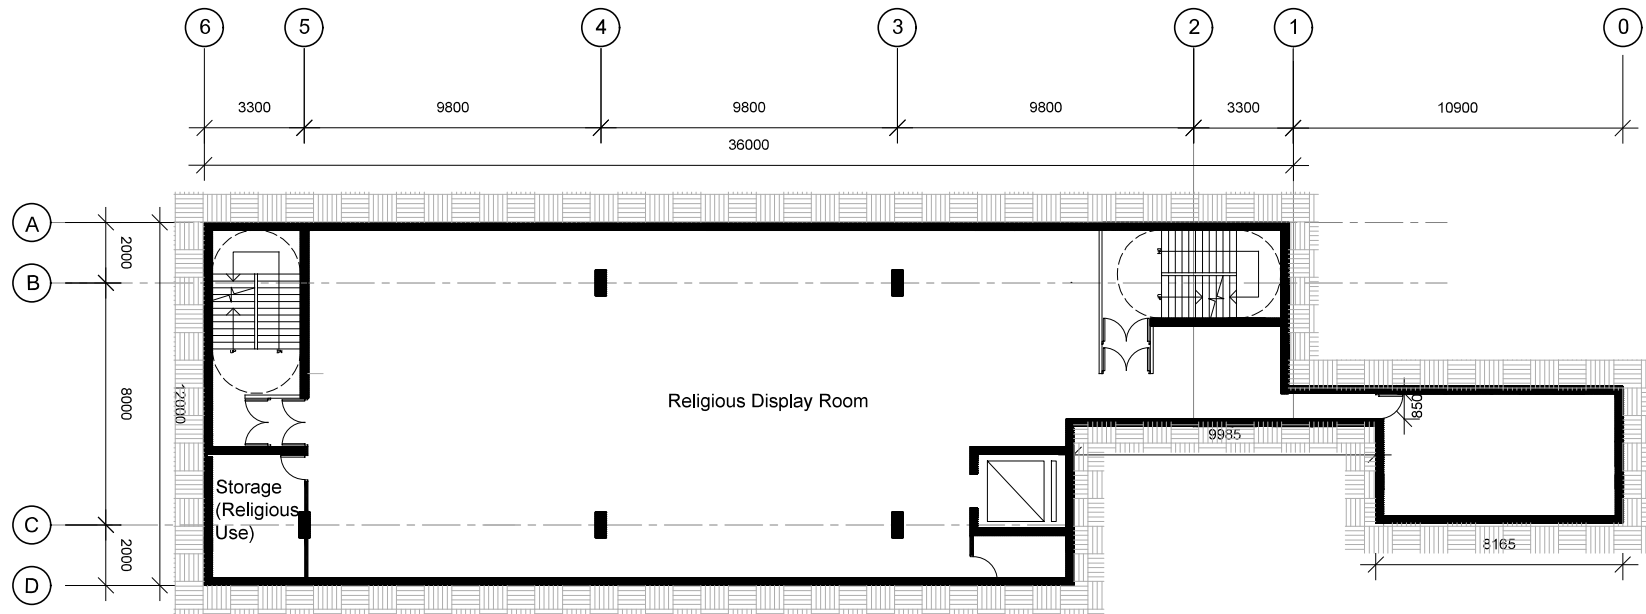 6 5 4 3 2 1 0
3300 9800 9800 9800 3300 10900
36000
A
2000
B
8000
12000
Religious Display Room
850
9985
Storage
(Religious
Use)
C
2000
8165
D